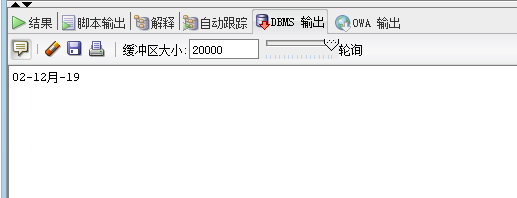 结果 脚本输出 解释 自动跟踪 DBMS 输出 OWA 输出
缓冲区大小: 20000 轮询
02-12月-19